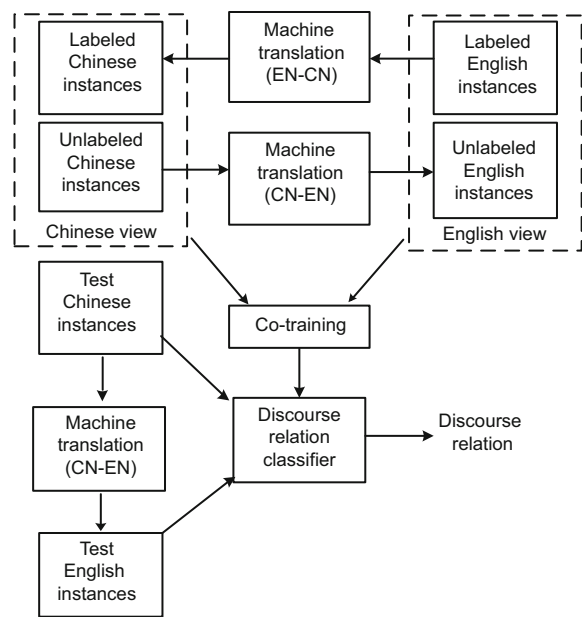 Labeled
Chinese
instances
Machine
translation
(EN-CN)
Labeled
English
instances
Unlabeled
Chinese
instances
Machine
translation
(CN-EN)
Unlabeled
English
instances
Chinese view
English view
Test
Chinese
instances
Co-training
Machine
translation
(CN-EN)
Discourse
relation
classifier
Discourse
relation
Test
English
instances